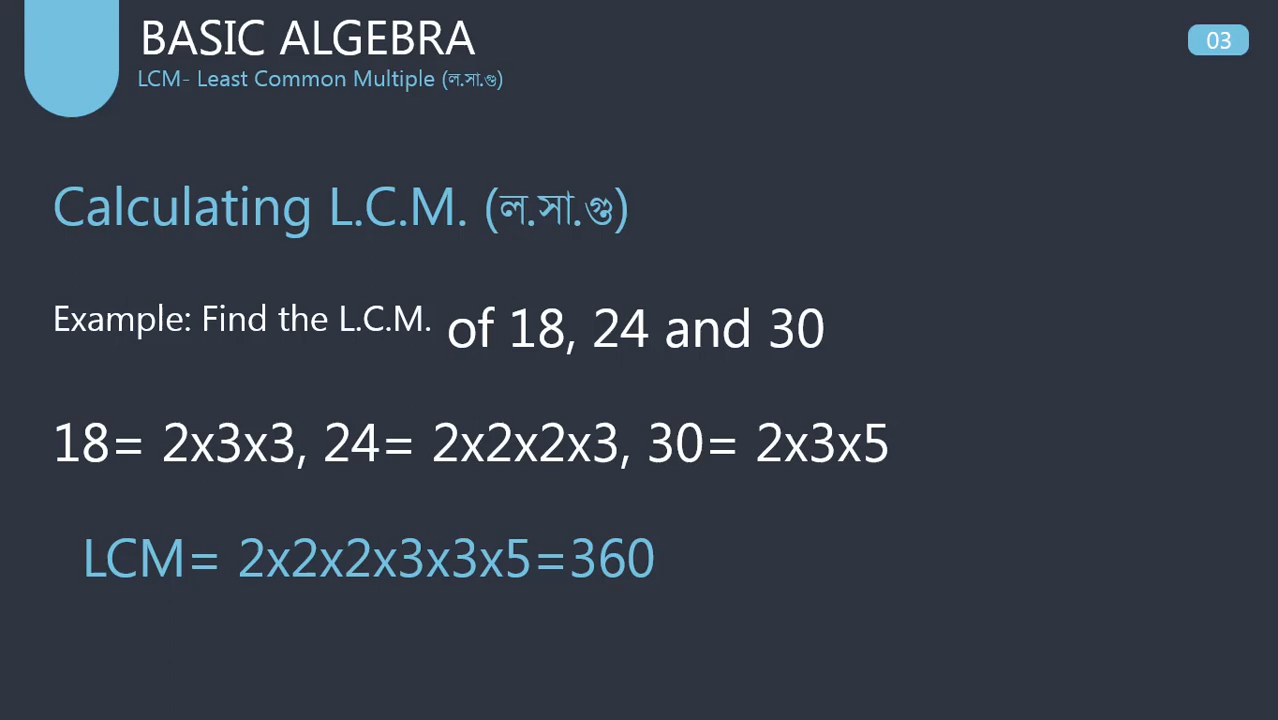 BASIC ALGEBRA
03
LCM- Least Common Multiple (ল.সা.গু)
Calculating L.C.M. (ল.সা.গু)
Example: Find the L.C.M. of 18, 24 and 30
18= 2x3x3, 24= 2x2x2x3, 30= 2x3x5
LCM= 2x2x2x3x3x5=360